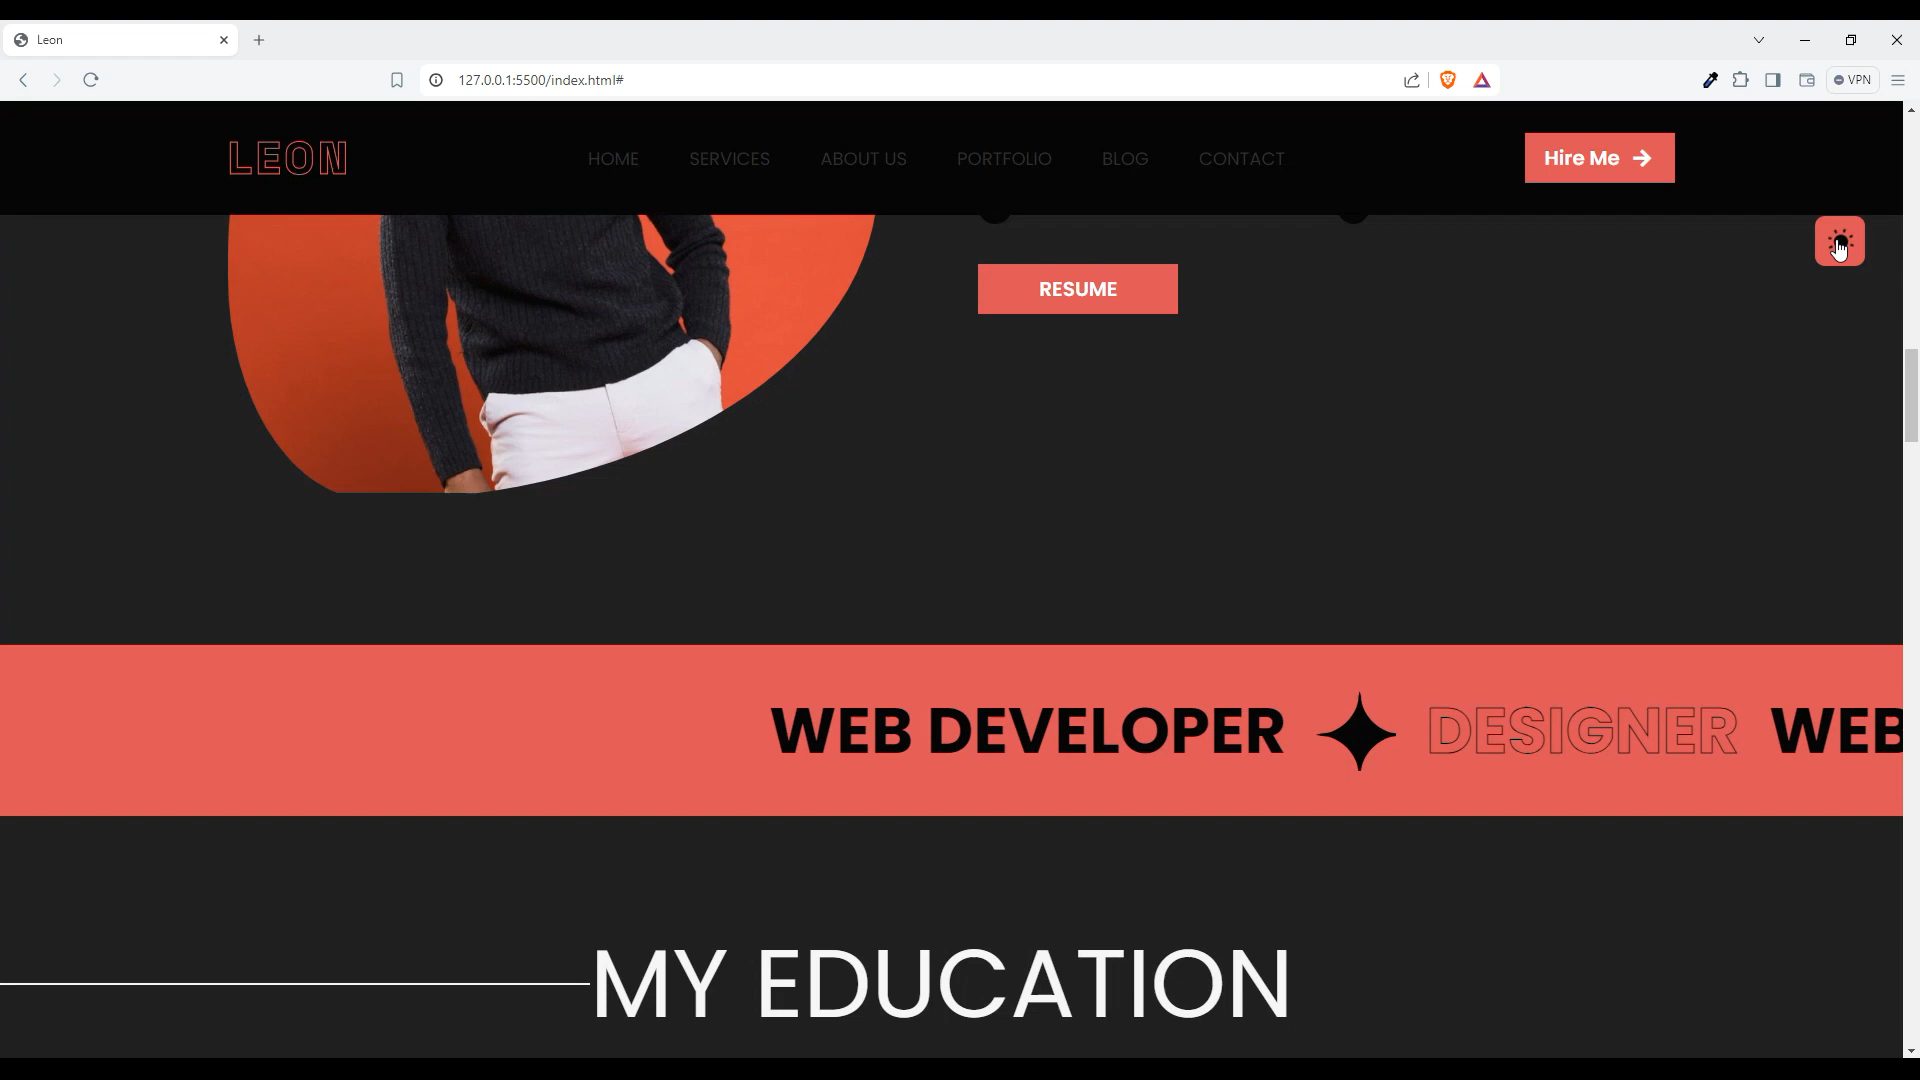 Leon
127.0.0.1:5500/index.html#
VPN
LEON
HOME SERVICES ABOUT US PORTFOLIO BLOG CONTACT
Hire Me
RESUME
WEB DEVELOPER DESIGNER WEB
MY EDUCATION